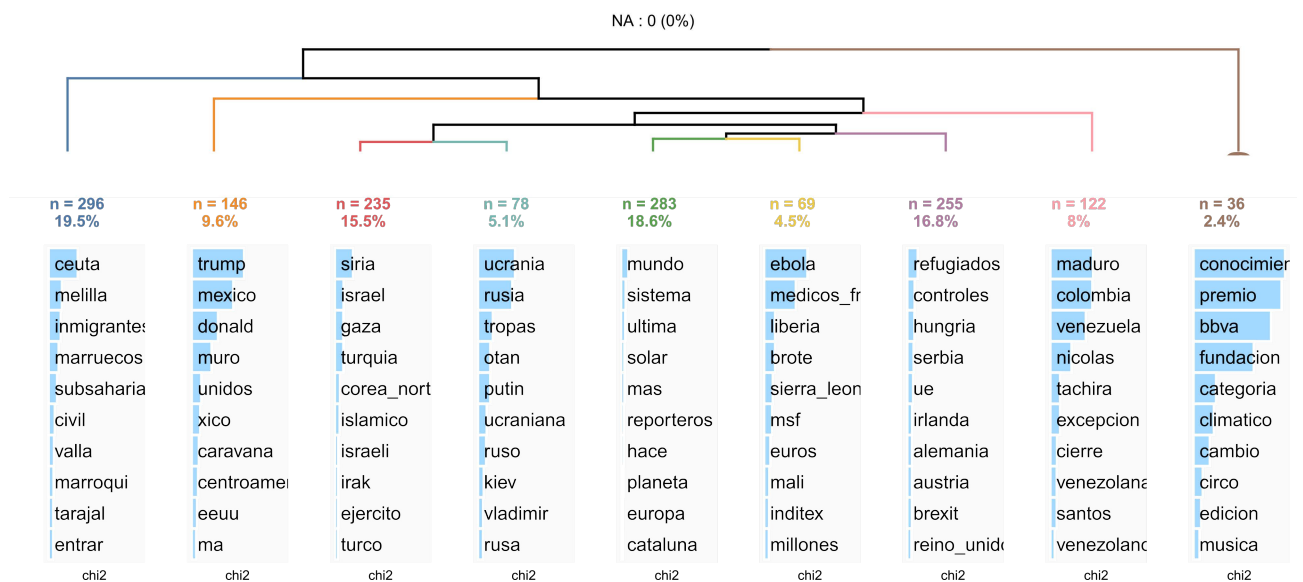 NA : 0 (0%)
n = 296 n = 146 n = 235 n = 78 n = 283 n = 69 n = 255 n = 122 n = 36
19.5% 9.6% 15.5% 5.1% 18.6% 4.5% 16.8% 8% 2.4%
ceuta trump siria ucrania mundo ebola refugiados maduro conocimier
melilla mexico israel rusia sistema medicos_fr controles colombia premio
inmigrantes donald gaza tropas ultima liberia hungria venezuela bbva
marruecos muro turquia otan solar brote serbia nicolas fundacion
subsaharia unidos corea_nort putin mas sierra_leon ue tachira categoria
civil xico islamico ucraniana reporteros msf irlanda excepcion climatico
valla caravana israeli ruso hace euros alemania cierre cambio
marroqui centroamer irak kiev planeta mali austria venezolana circo
tarajal eeuu ejercito vladimir europa inditex brexit santos edicion
entrar ma turco rusa cataluna millones reino_unido venezolano musica
chi2 chi2 chi2 chi2 chi2 chi2 chi2 chi2 chi2